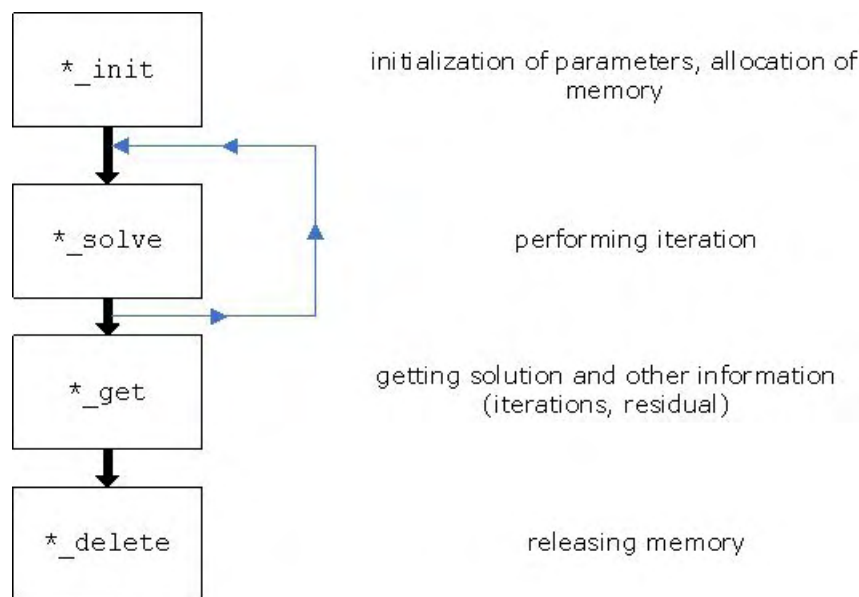 *_init
initialization of parameters, allocation of
memory
*_solve
performing iteration
*_get
getting solution and other information
(iterations, residual)
*_delete
releasing memory